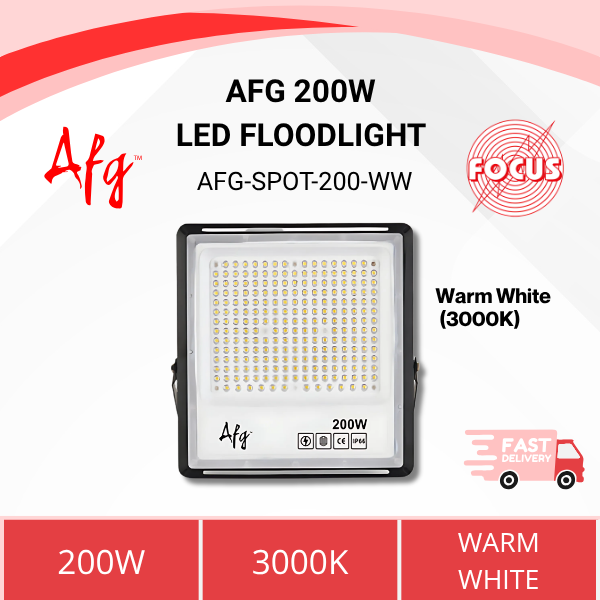 AFG 200W
LED FLOODLIGHT
AFG-SPOT-200-WW
Afg™
FOCUS
Warm White
(3000K)
200W
Afg
CE
IP66
FAST
DELIVERY
200W
3000K
WARM
WHITE